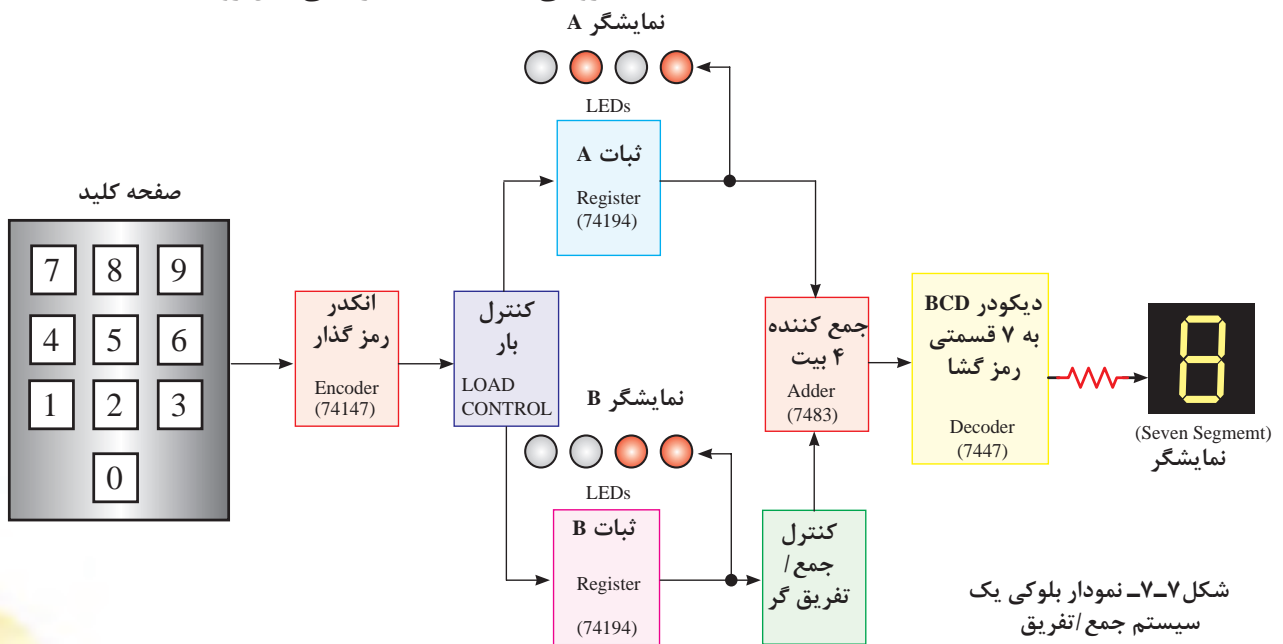 نمایشگر A
LEDs
ثبات A
Register
(74194)
صفحه کلید
7 8 9
4 5 6
1 2 3
0
انکدر
رمز گذار
Encoder
(74147)
کنترل
بار
LOAD
CONTROL
جمع کننده
۴ بیت
Adder
(7483)
دیکودر BCD
به ۷ قسمتی
رمز گشا
Decoder
(7447)
(Seven Segmemt)
نمایشگر
نمایشگر B
LEDs
ثبات B
Register
(74194)
کنترل
جمع/
تفریق گر
شکل ۷ــ۷ــ نمودار بلوکی یک
سیستم جمع/تفریق